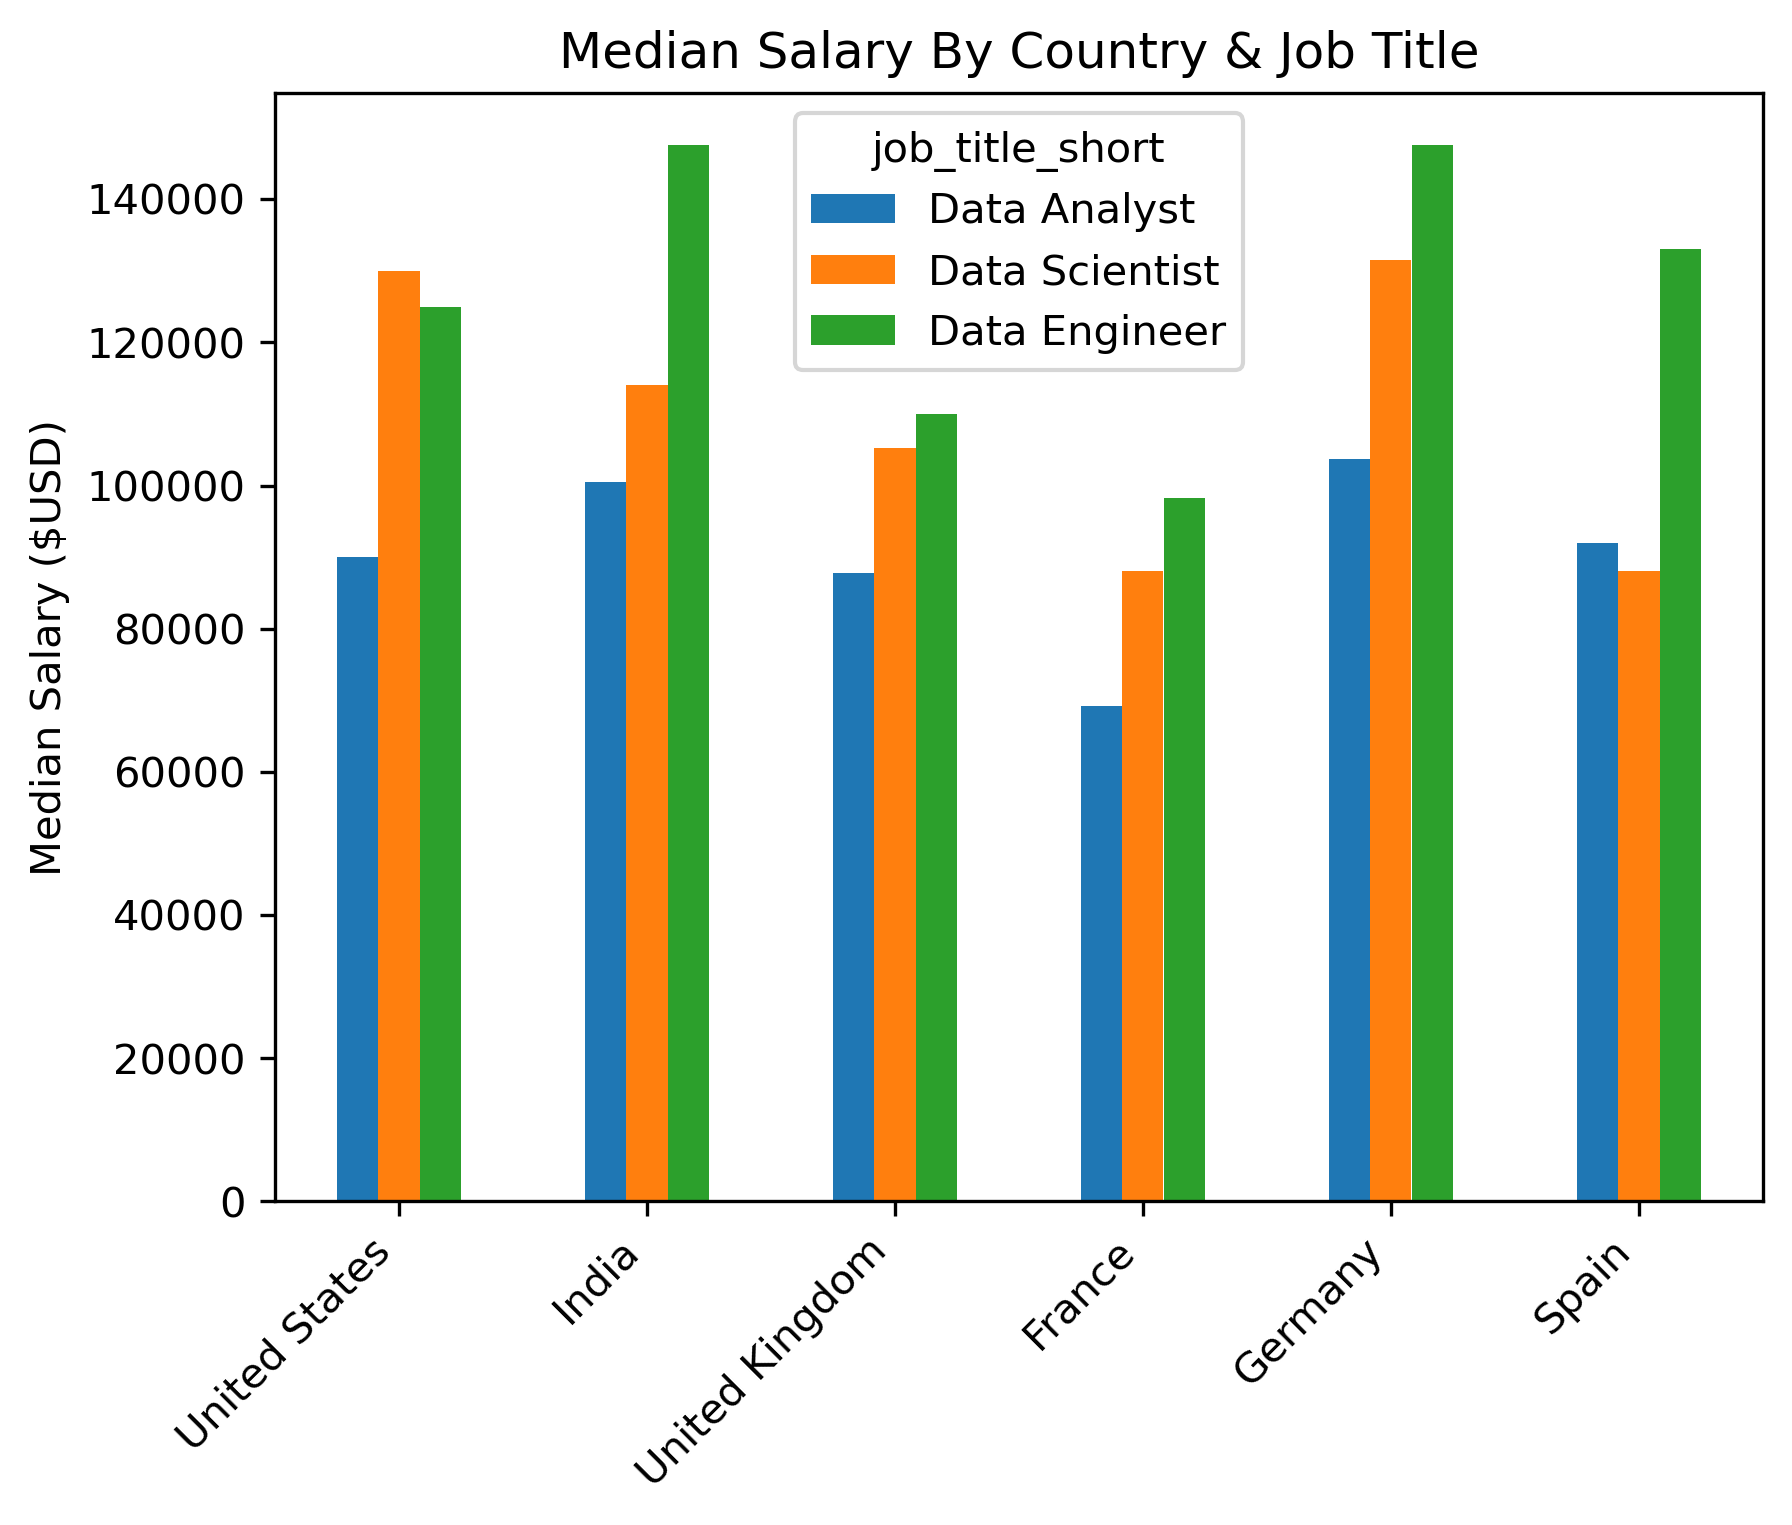 Median Salary By Country & Job Title
job_title_short
Data Analyst
Data Scientist
Data Engineer
Median Salary ($USD)
140000
120000
100000
80000
60000
40000
20000
0
United States
India
United Kingdom
France
Germany
Spain